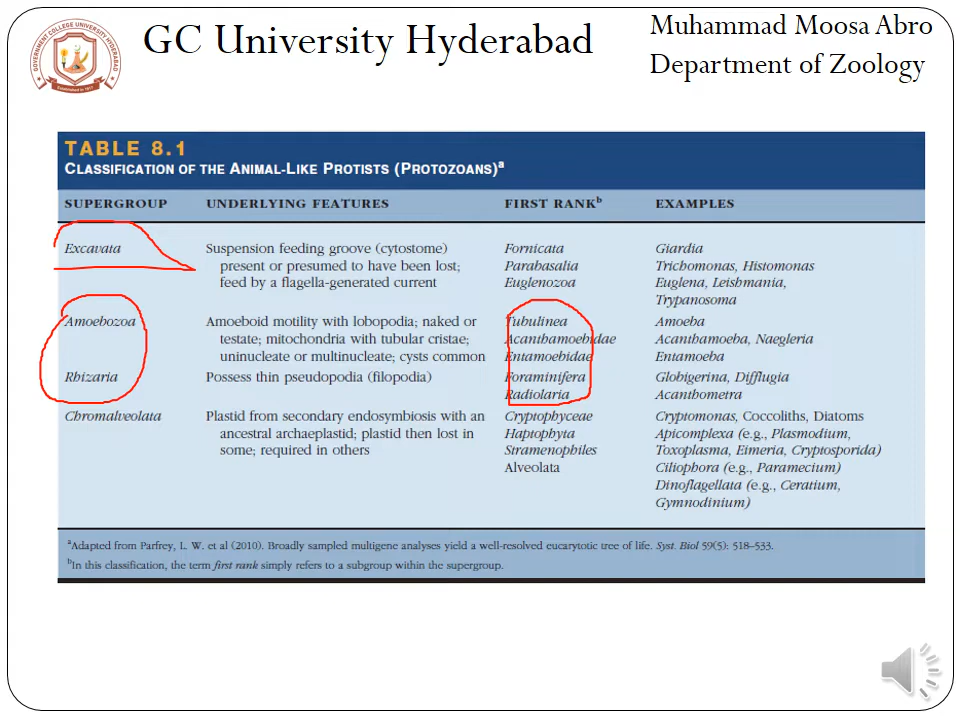 GC University Hyderabad
Muhammad Moosa Abro
Department of Zoology
GOVERNMENT COLLEGE UNIVERSITY HYDERABAD
TABLE 8.1
CLASSIFICATION OF THE ANIMAL-LIKE PROTISTS (PROTOZOANS)a
SUPERGROUP UNDERLYING FEATURES FIRST RANKb EXAMPLES
Excavata Suspension feeding groove (cytostome) Fornicata Giardia
present or presumed to have been lost; Parabasalia Trichomonas, Histomonas
feed by a flagella-generated current Euglenozoa Euglena, Leishmania,
Trypanosoma
Amoebozoa Amoeboid motility with lobopodia; naked or Tubulinea Amoeba
testate; mitochondria with tubular cristae; Acanthamoebidae Acanthamoeba, Naegleria
uninucleate or multinucleate; cysts common Entamoebidae Entamoeba
Rhizaria Possess thin pseudopodia (filopodia) Foraminifera Globigerina, Difflugia
Radiolaria Acanthometra
Chromalveolata Plastid from secondary endosymbiosis with an Cryptophyceae Cryptomonas, Coccoliths, Diatoms
ancestral archaeplastid; plastid then lost in Haptophyta Apicomplexa (e.g., Plasmodium,
some; required in others Stramenophiles Toxoplasma, Eimeria, Cryptosporida)
Alveolata Ciliophora (e.g., Paramecium)
Dinoflagellata (e.g., Ceratium,
Gymnodinium)
aAdapted from Parfrey, L. W. et al (2010). Broadly sampled multigene analyses yield a well-resolved eucaryotic tree of life. Syst. Biol 59(5): 518–533.
bIn this classification, the term first rank simply refers to a subgroup within the supergroup.